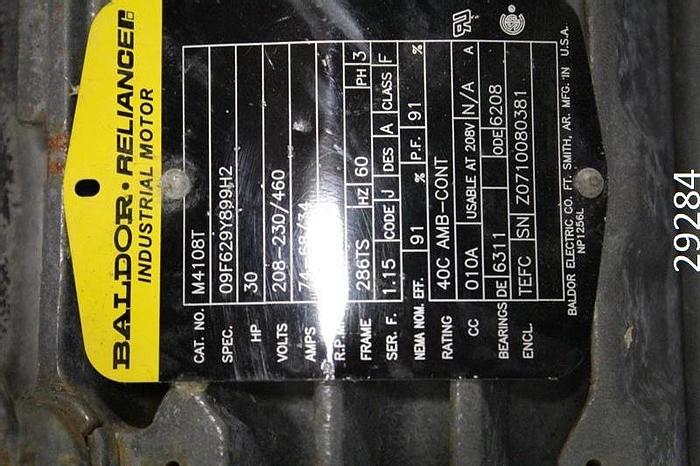 BALDOR · RELIANCE
INDUSTRIAL MOTOR
CAT. NO. M4108T
SPEC. 09F629Y899H2
HP 30
VOLTS 208-230/460
AMPS 74-68/34
R.P.M.
FRAME 286TS HZ 60 PH 3
SER. F. 1.15 CODE J DES A CLASS F
NEMA NOM. EFF. 91 % P.F. 91 %
RATING 40C AMB-CONT
CC 010A USABLE AT 208V N/A A
BEARINGS DE 6311 ODE 6208
ENCL. TEFC SN Z0710080381
BALDOR ELECTRIC CO. FT. SMITH, AR. MFG. IN U.S.A.
NP1256L
29284